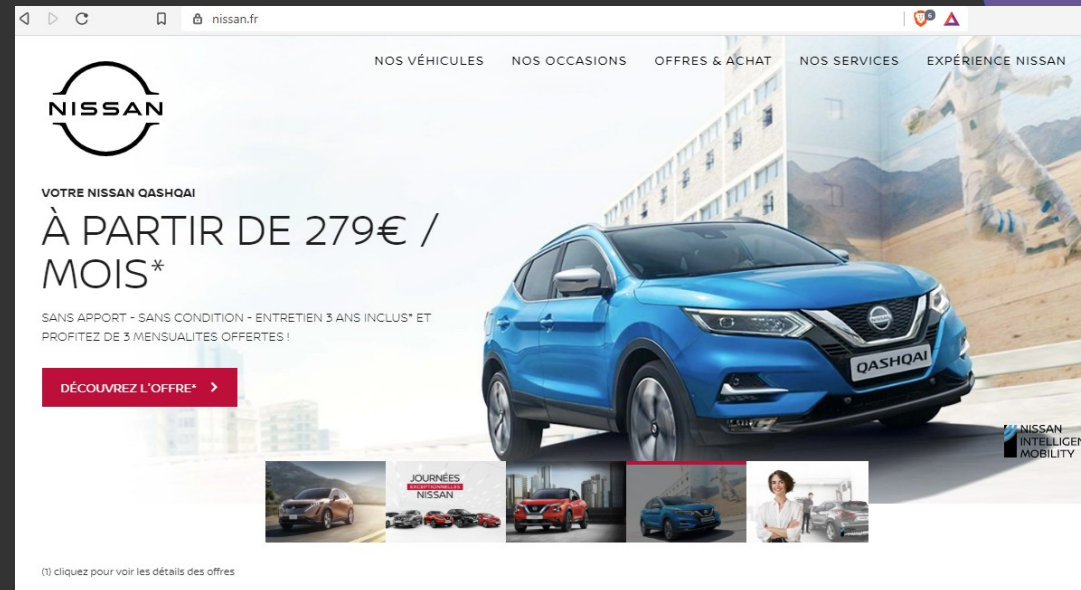 nissan.fr
6
NOS VÉHICULES NOS OCCASIONS OFFRES & ACHAT NOS SERVICES EXPÉRIENCE NISSAN
NISSAN
VOTRE NISSAN QASHQAI
À PARTIR DE 279€ /
MOIS*
SANS APPORT - SANS CONDITION - ENTRETIEN 3 ANS INCLUS* ET
PROFITEZ DE 3 MENSUALITES OFFERTES !
DÉCOUVREZ L'OFFRE*
QASHQAI
NISSAN
INTELLIGEN
MOBILITY
JOURNÉES
EXCEPTIONNELLES
NISSAN
(1) cliquez pour voir les détails des offres